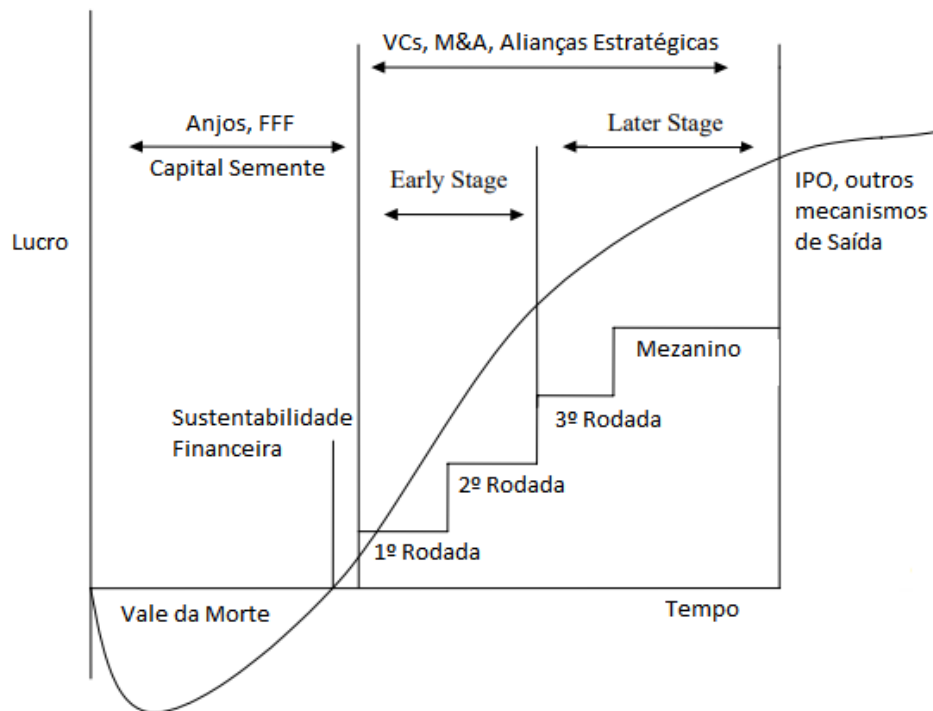 VCs, M&A, Alianças Estratégicas
Anjos, FFF
Capital Semente
Later Stage
Early Stage
IPO, outros
mecanismos
de Saída
Lucro
Mezanino
Sustentabilidade
Financeira
3º Rodada
2º Rodada
1º Rodada
Vale da Morte
Tempo